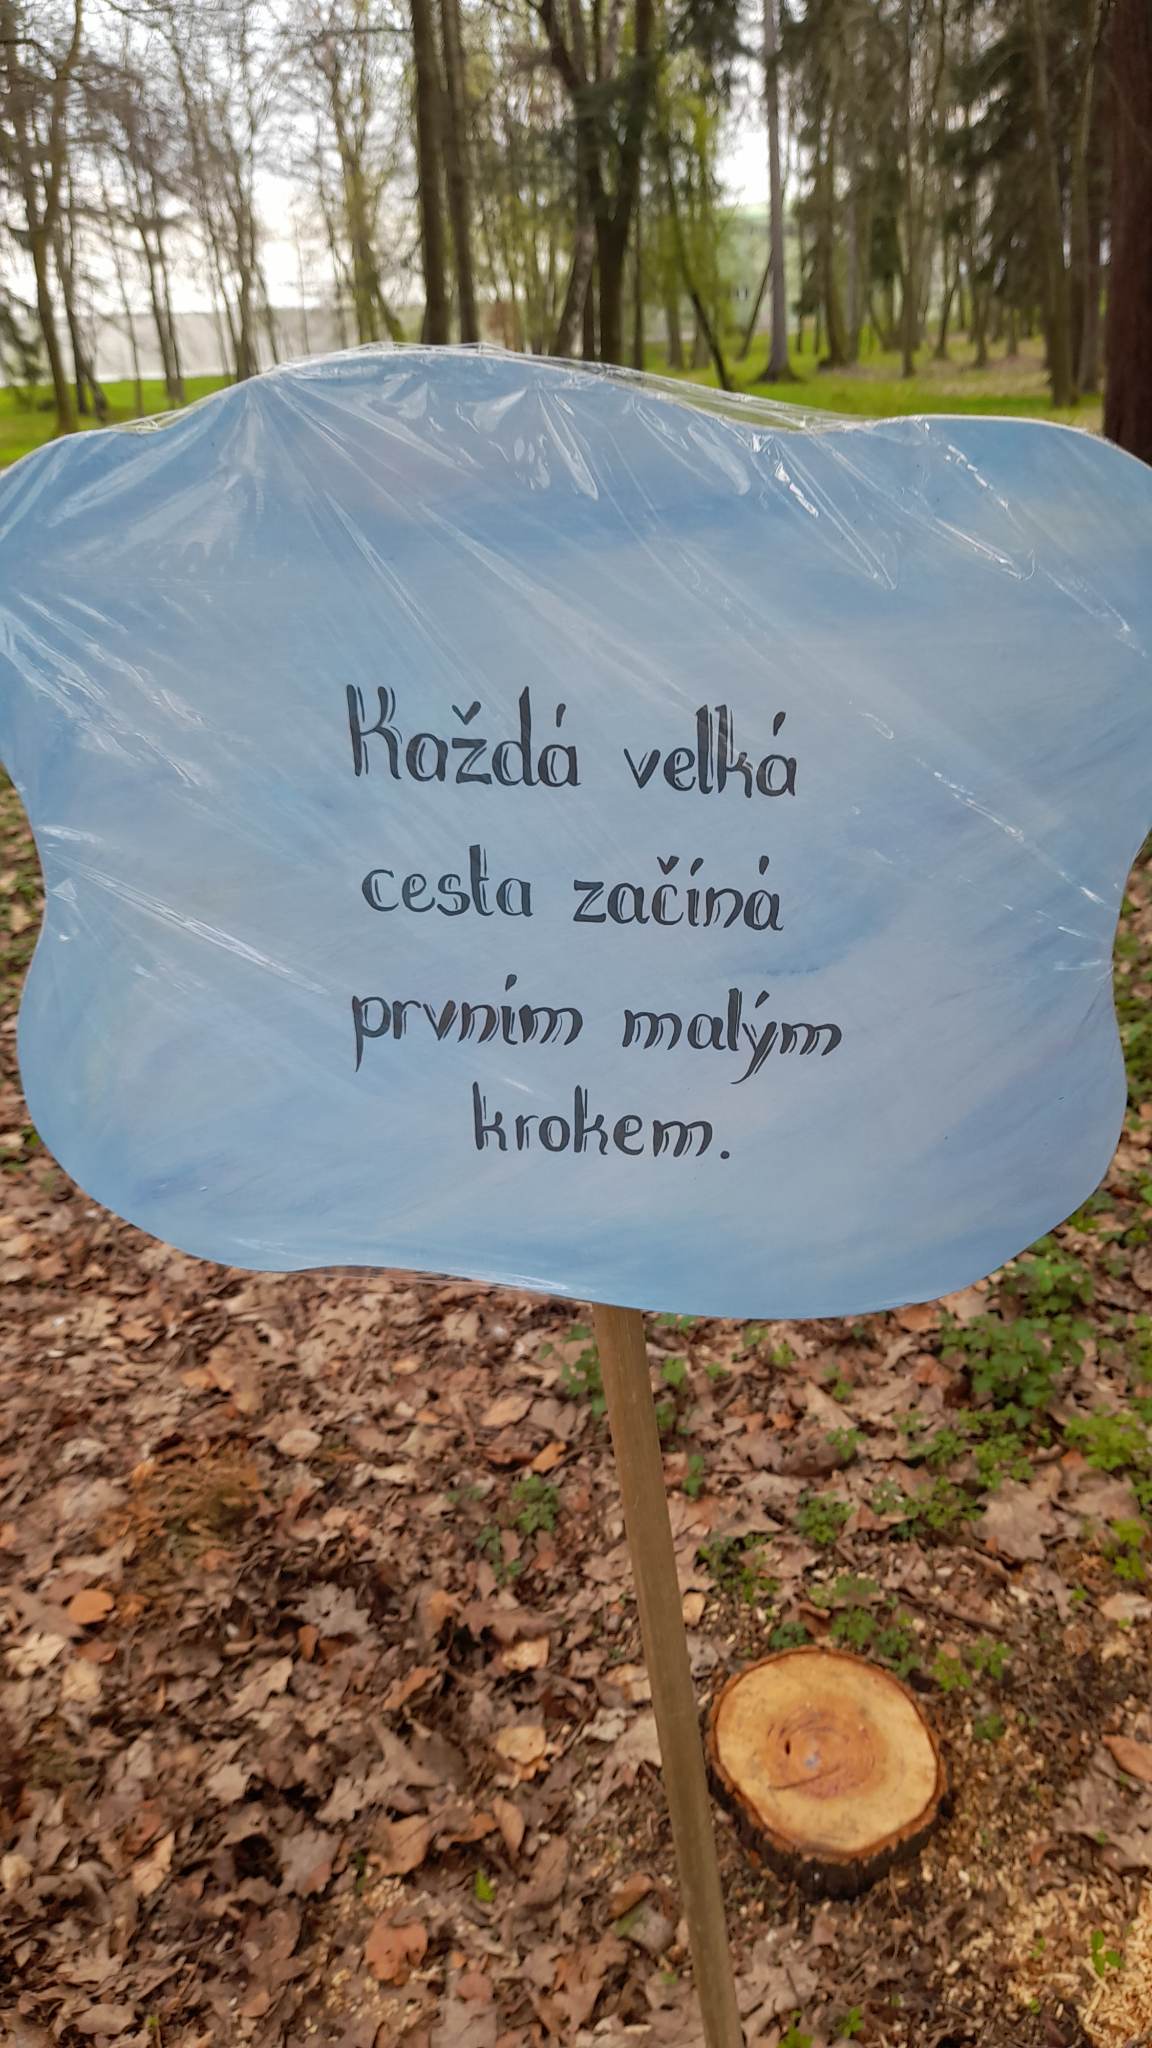 Každá velká
cesta začíná
prvním malým
krokem.